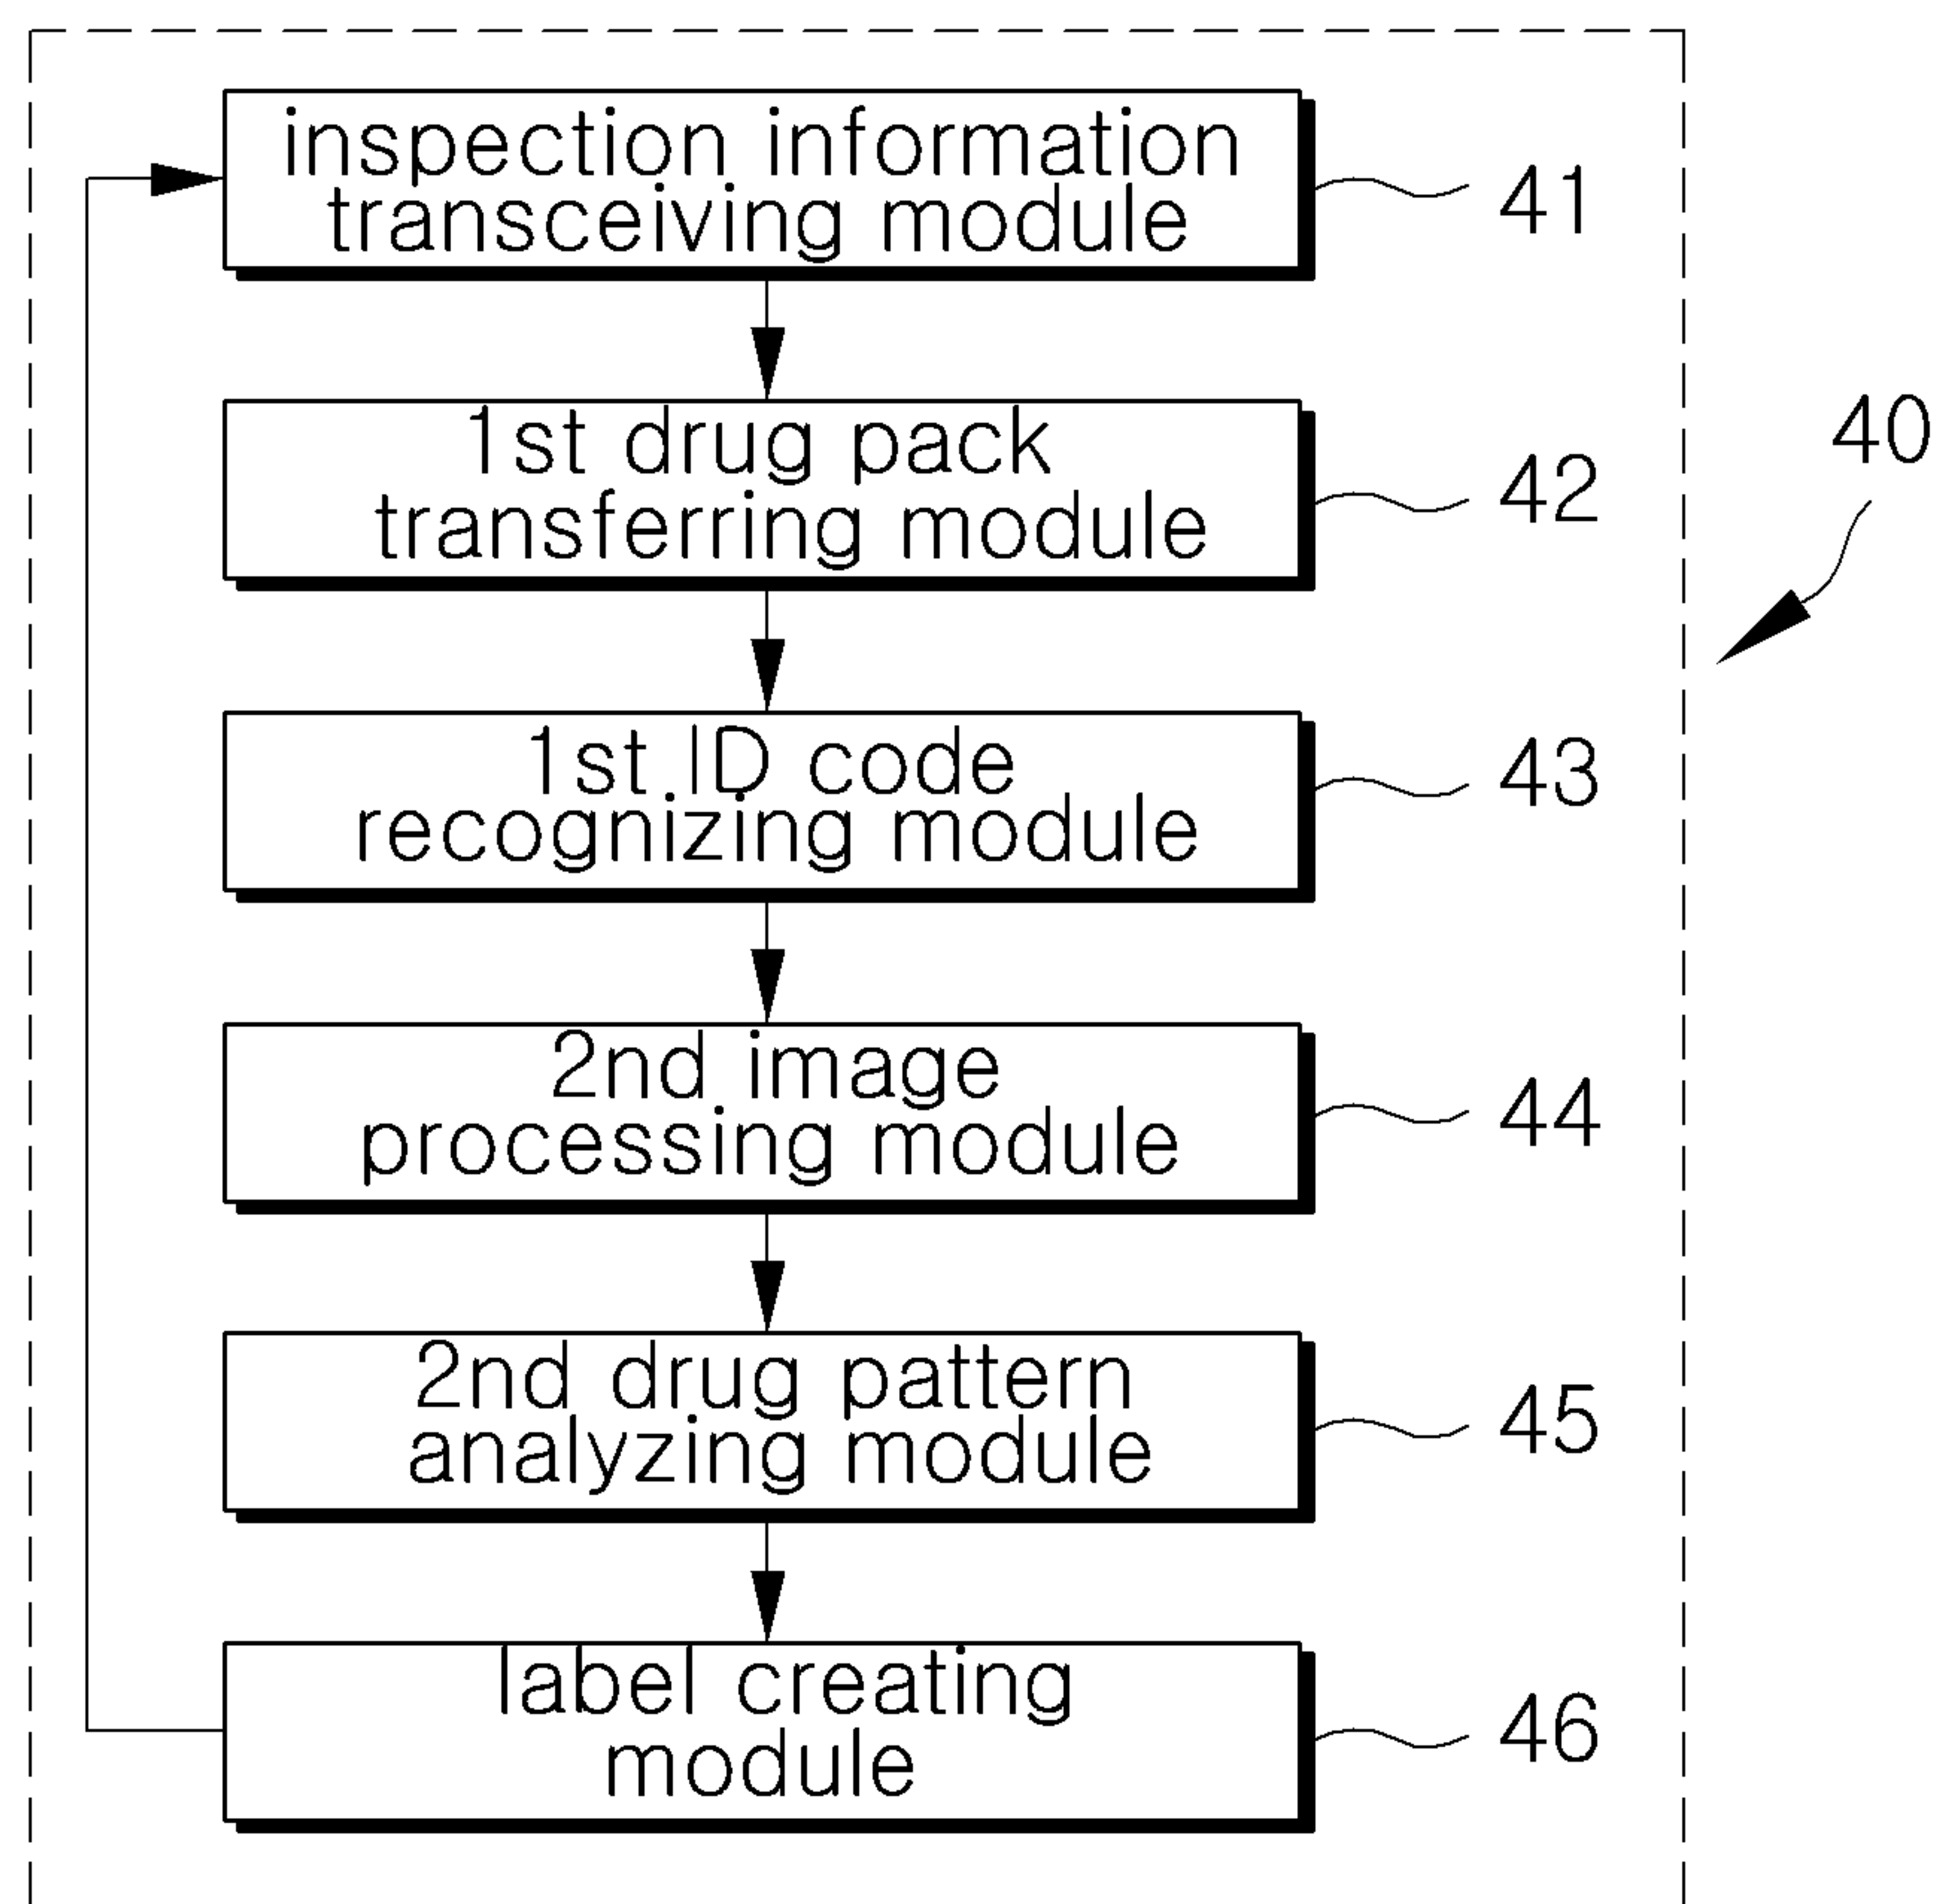 inspection information
transceiving module
41
1st drug pack
transferring module
42
40
1st ID code
recognizing module
43
2nd image
processing module
44
2nd drug pattern
analyzing module
45
label creating
module
46